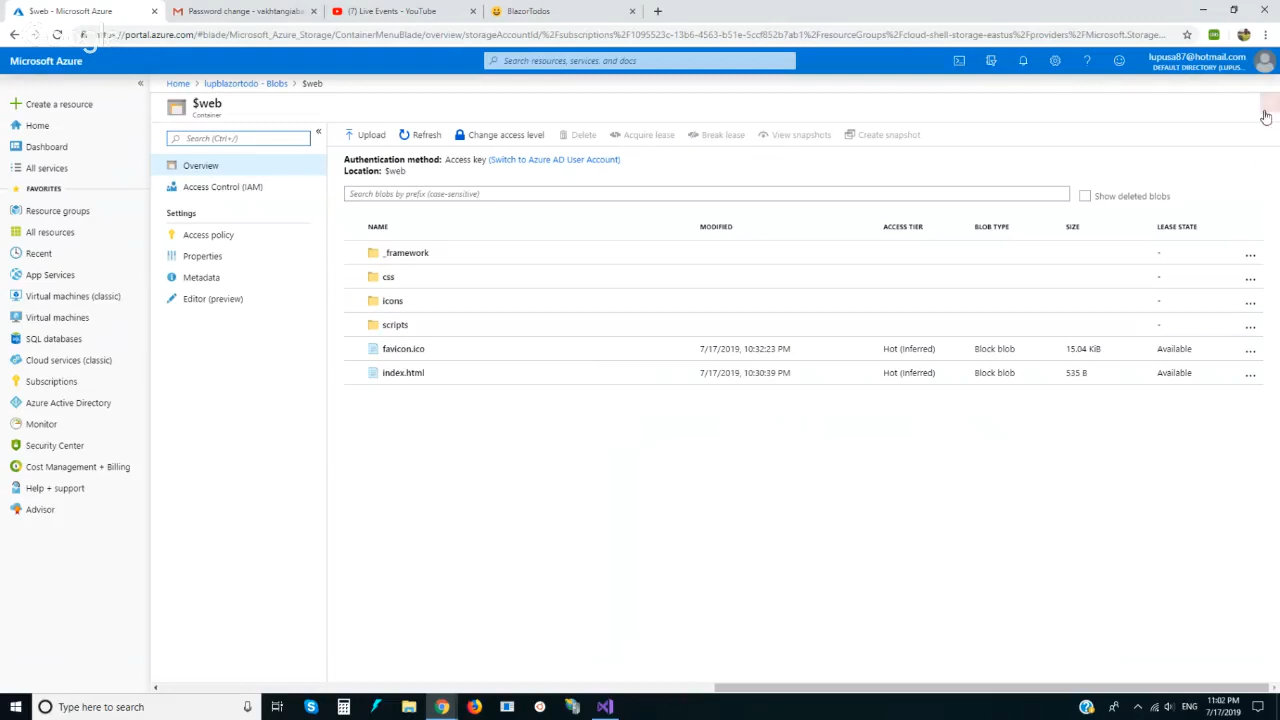 $web - Microsoft Azure
Password change - vakhtangiab
(7) Live Events - YouTube
BlazorTodos
ttps://portal.azure.com/#blade/Microsoft_Azure_Storage/ContainerMenuBlade/overview/storageAccountId/%2Fsubscriptions%2F1095523c-13b6-4563-b51e-5ccf852b7ab1%2FresourceGroups%2Fcloud-shell-storage-eastus%2Fproviders%2FMicrosoft.Storage...
Microsoft Azure
Search resources, services, and docs
lupusa87@hotmail.com
DEFAULT DIRECTORY (LUPUS...
Home > lupblazortodo - Blobs > $web
$web
Container
Create a resource
Home
Dashboard
All services
FAVORITES
Resource groups
All resources
Recent
App Services
Virtual machines (classic)
Virtual machines
SQL databases
Cloud services (classic)
Subscriptions
Azure Active Directory
Monitor
Security Center
Cost Management + Billing
Help + support
Advisor
Search (Ctrl+/)
Overview
Access Control (IAM)
Settings
Access policy
Properties
Metadata
Editor (preview)
Upload Refresh Change access level Delete Acquire lease Break lease View snapshots Create snapshot
Authentication method: Access key (Switch to Azure AD User Account)
Location: $web
Search blobs by prefix (case-sensitive)
Show deleted blobs
NAME MODIFIED ACCESS TIER BLOB TYPE SIZE LEASE STATE
_framework - ...
css - ...
icons - ...
scripts - ...
favicon.ico 7/17/2019, 10:32:23 PM Hot (Inferred) Block blob 15.04 KiB Available ...
index.html 7/17/2019, 10:30:39 PM Hot (Inferred) Block blob 535 B Available ...
Type here to search
11:02 PM
7/17/2019